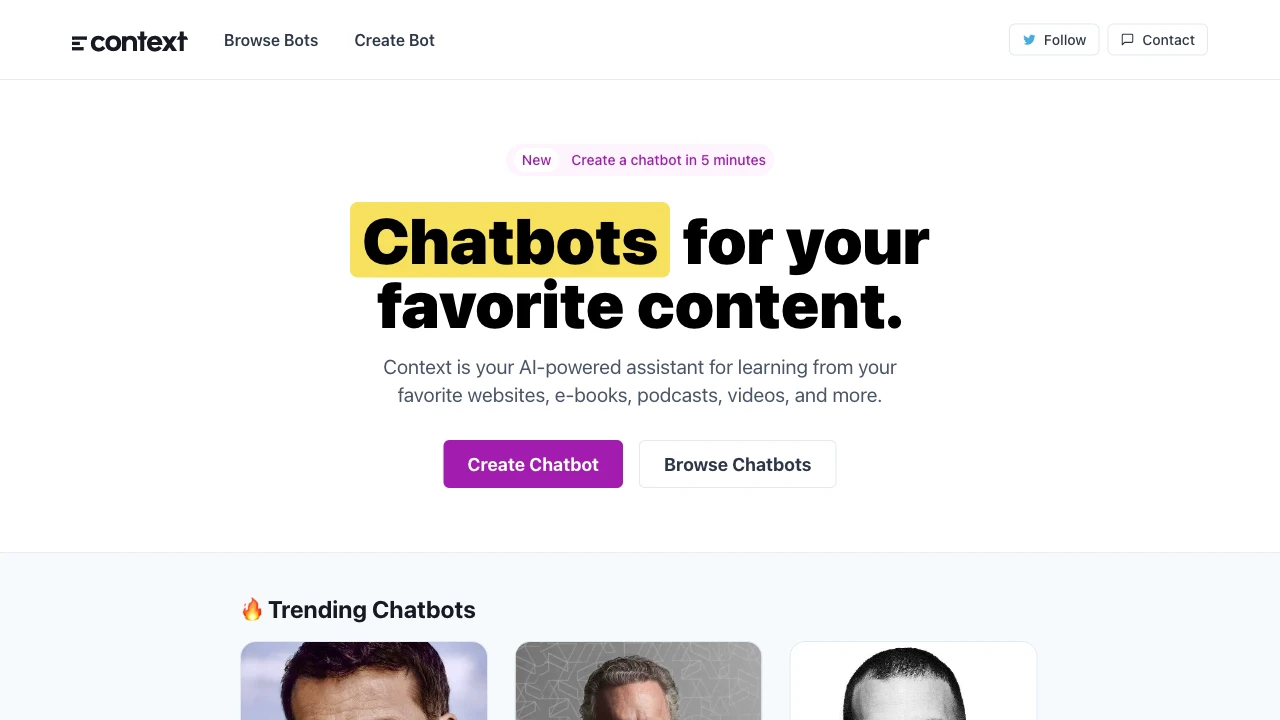 context
Browse Bots
Create Bot
Follow
Contact
New Create a chatbot in 5 minutes
Chatbots for your
favorite content.
Context is your AI-powered assistant for learning from your
favorite websites, e-books, podcasts, videos, and more.
Create Chatbot
Browse Chatbots
🔥 Trending Chatbots